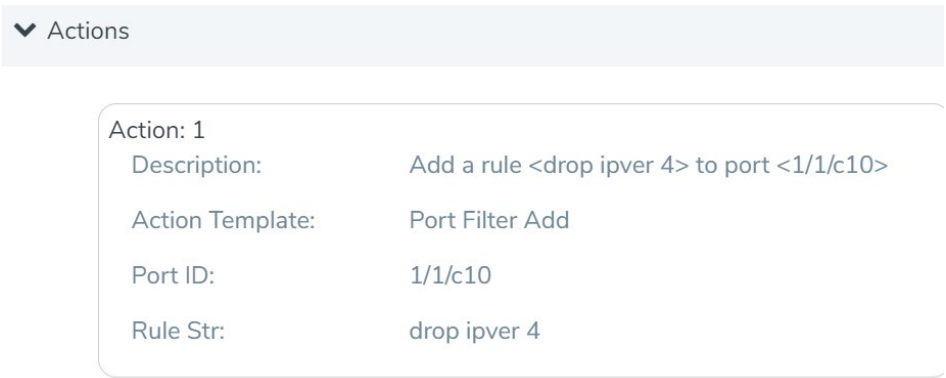 Actions
Action: 1
Description: Add a rule <drop ipver 4> to port <1/1/c10>
Action Template: Port Filter Add
Port ID: 1/1/c10
Rule Str: drop ipver 4